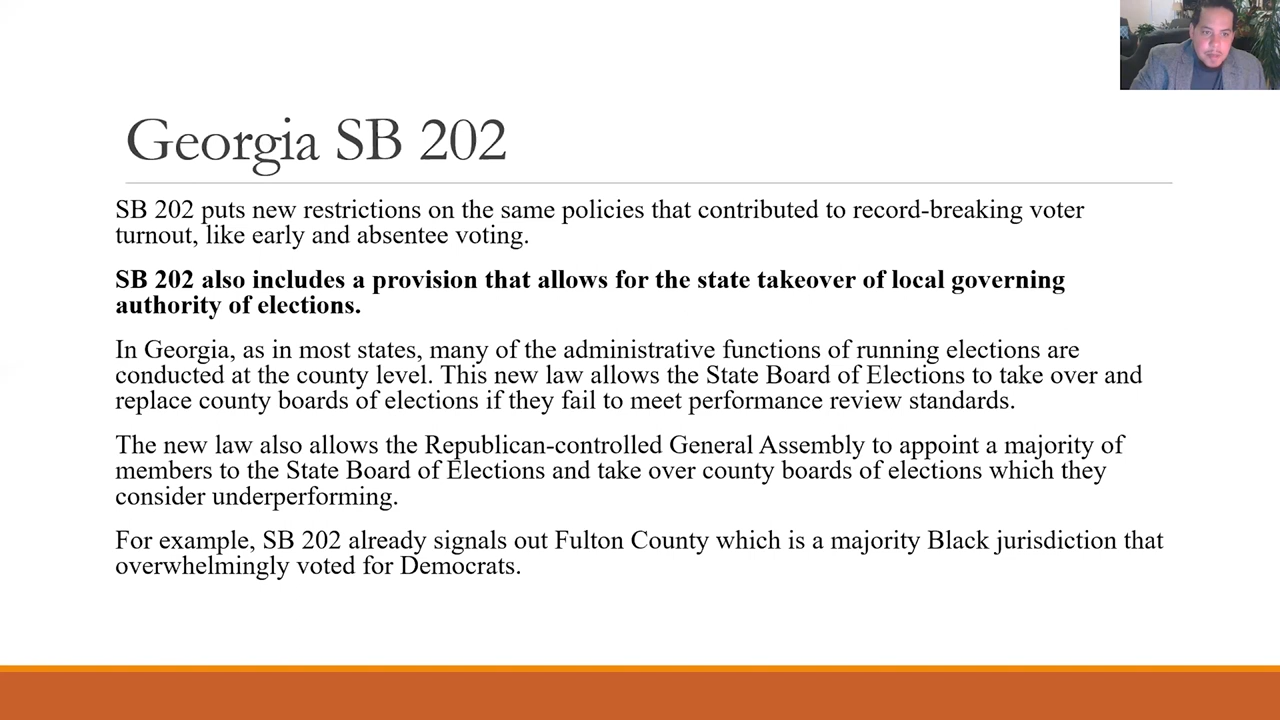 Georgia SB 202
SB 202 puts new restrictions on the same policies that contributed to record-breaking voter
turnout, like early and absentee voting.
SB 202 also includes a provision that allows for the state takeover of local governing
authority of elections.
In Georgia, as in most states, many of the administrative functions of running elections are
conducted at the county level. This new law allows the State Board of Elections to take over and
replace county boards of elections if they fail to meet performance review standards.
The new law also allows the Republican-controlled General Assembly to appoint a majority of
members to the State Board of Elections and take over county boards of elections which they
consider underperforming.
For example, SB 202 already signals out Fulton County which is a majority Black jurisdiction that
overwhelmingly voted for Democrats.